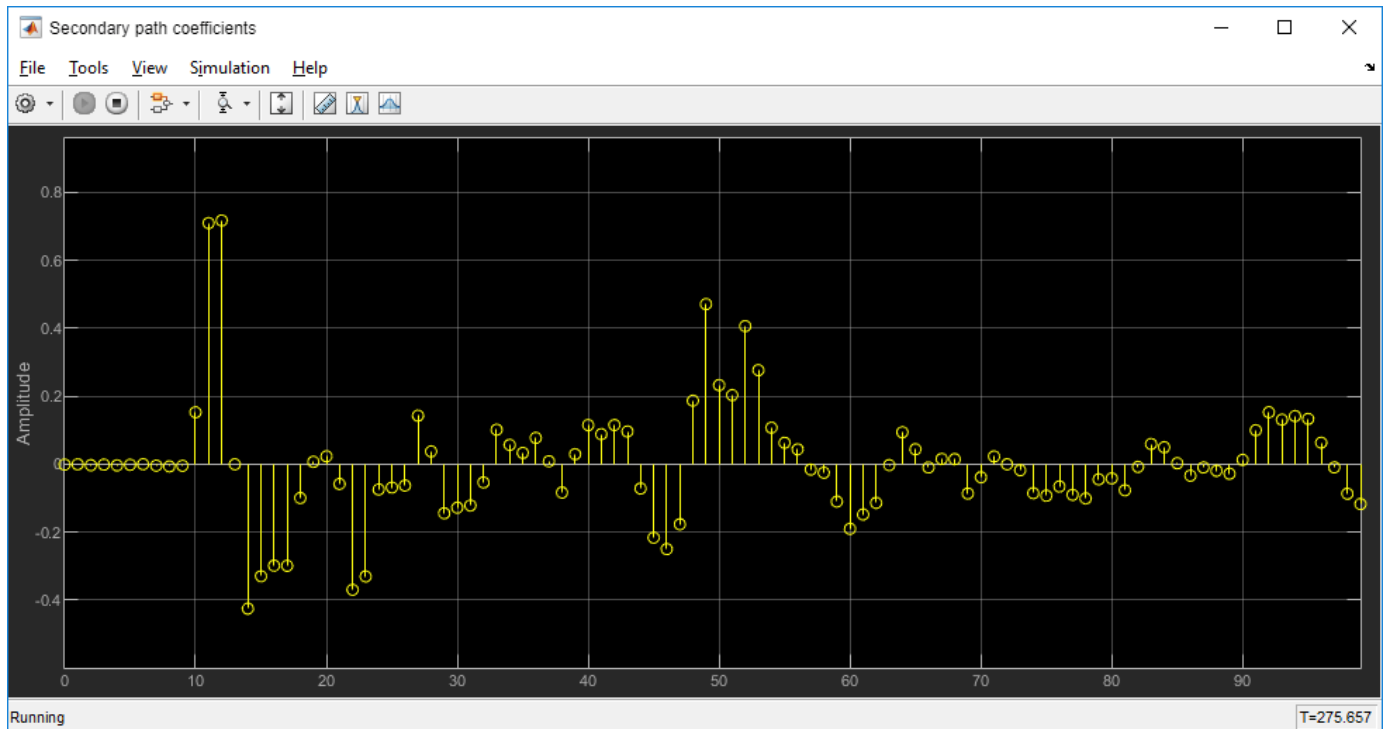 Secondary path coefficients
File Tools View Simulation Help
Amplitude
0.8
0.6
0.4
0.2
0
-0.2
-0.4
0 10 20 30 40 50 60 70 80 90
Running T=275.657